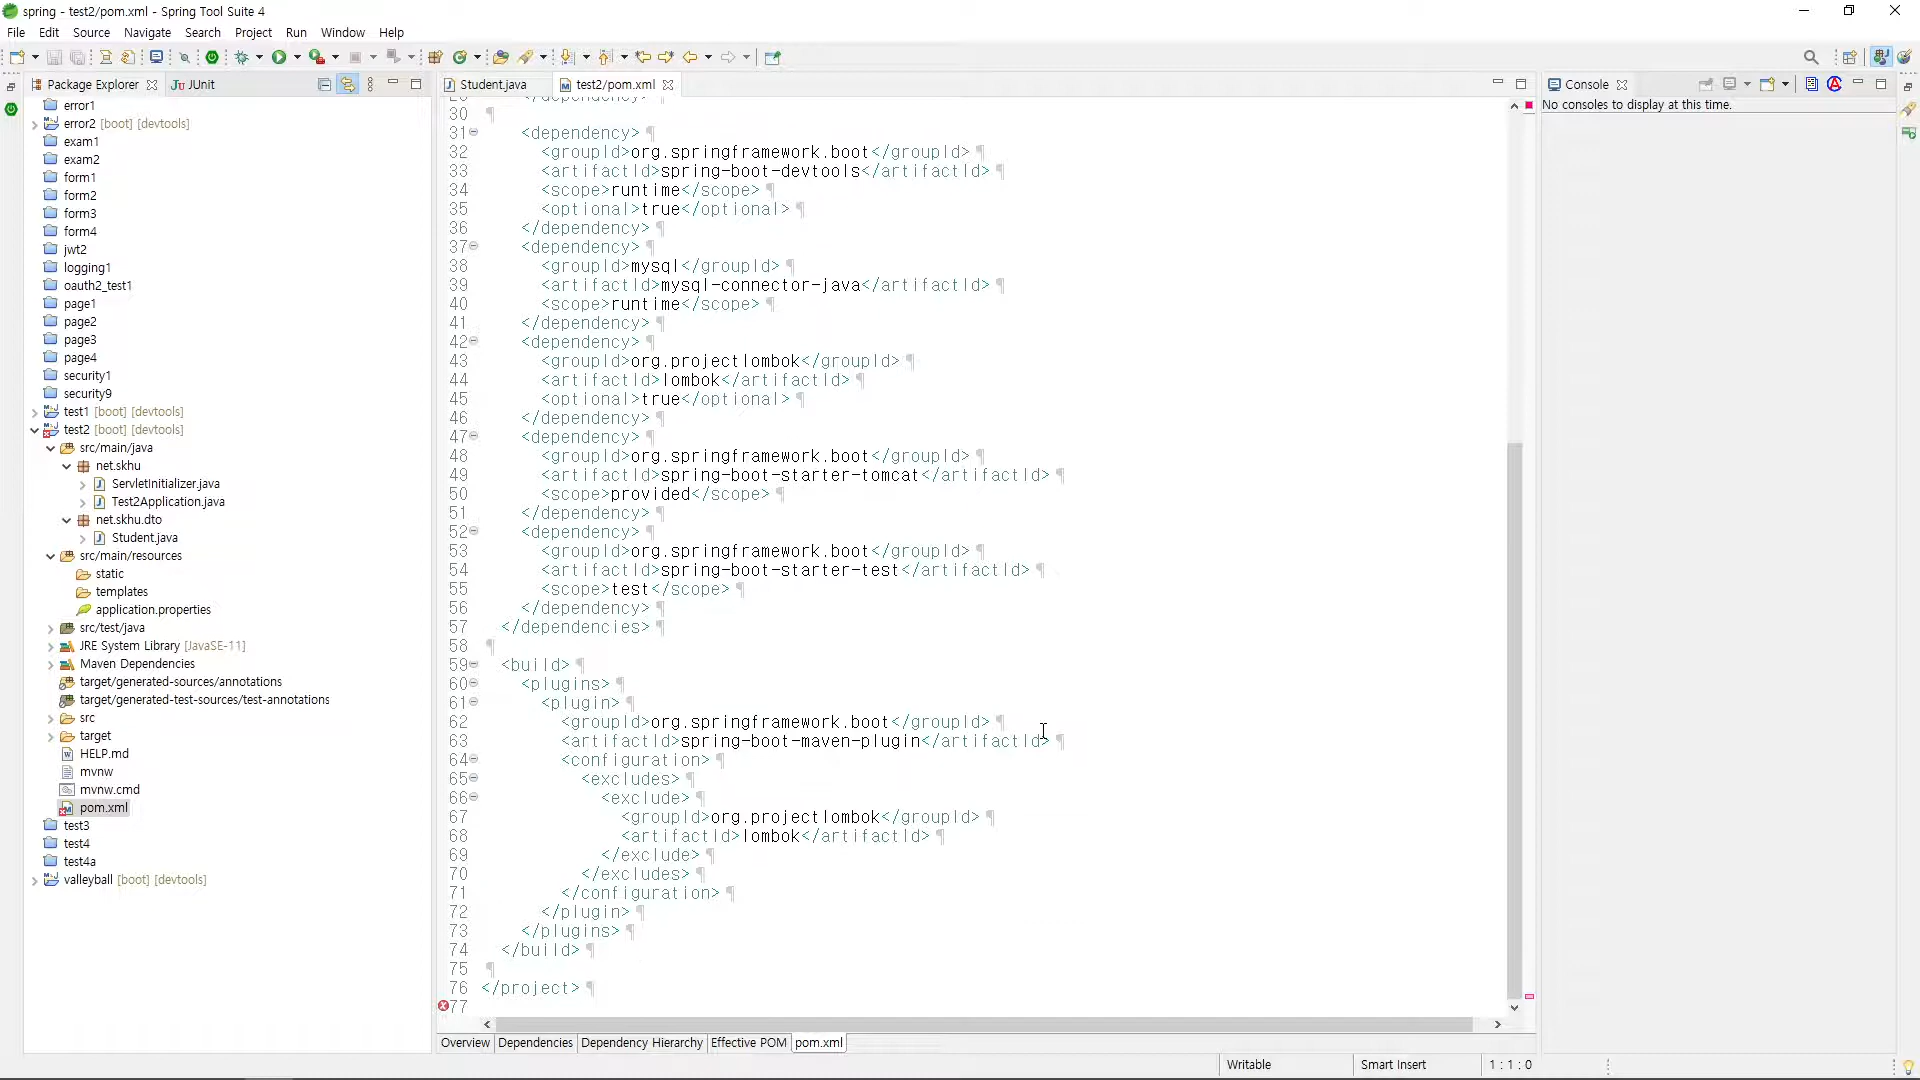 spring - test2/pom.xml - Spring Tool Suite 4
File Edit Source Navigate Search Project Run Window Help
Package Explorer JUnit
error1
error2 [boot] [devtools]
exam1
exam2
form1
form2
form3
form4
jwt2
logging1
oauth2_test1
page1
page2
page3
page4
security1
security9
test1 [boot] [devtools]
test2 [boot] [devtools]
src/main/java
net.skhu
ServletInitializer.java
Test2Application.java
net.skhu.dto
Student.java
src/main/resources
static
templates
application.properties
src/test/java
JRE System Library [JavaSE-11]
Maven Dependencies
target/generated-sources/annotations
target/generated-test-sources/test-annotations
src
target
HELP.md
mvnw
mvnw.cmd
pom.xml
test3
test4
test4a
valleyball [boot] [devtools]
Student.java test2/pom.xml
30 ¶
31 <dependency>¶
32 <groupId>org.springframework.boot</groupId>¶
33 <artifactId>spring-boot-devtools</artifactId>¶
34 <scope>runtime</scope>¶
35 <optional>true</optional>¶
36 </dependency>¶
37 <dependency>¶
38 <groupId>mysql</groupId>¶
39 <artifactId>mysql-connector-java</artifactId>¶
40 <scope>runtime</scope>¶
41 </dependency>¶
42 <dependency>¶
43 <groupId>org.projectlombok</groupId>¶
44 <artifactId>lombok</artifactId>¶
45 <optional>true</optional>¶
46 </dependency>¶
47 <dependency>¶
48 <groupId>org.springframework.boot</groupId>¶
49 <artifactId>spring-boot-starter-tomcat</artifactId>¶
50 <scope>provided</scope>¶
51 </dependency>¶
52 <dependency>¶
53 <groupId>org.springframework.boot</groupId>¶
54 <artifactId>spring-boot-starter-test</artifactId>¶
55 <scope>test</scope>¶
56 </dependency>¶
57 </dependencies>¶
58 ¶
59 <build>¶
60 <plugins>¶
61 <plugin>¶
62 <groupId>org.springframework.boot</groupId>¶
63 <artifactId>spring-boot-maven-plugin</artifactId>¶
64 <configuration>¶
65 <excludes>¶
66 <exclude>¶
67 <groupId>org.projectlombok</groupId>¶
68 <artifactId>lombok</artifactId>¶
69 </exclude>¶
70 </excludes>¶
71 </configuration>¶
72 </plugin>¶
73 </plugins>¶
74 </build>¶
75 ¶
76 </project>¶
77
Overview Dependencies Dependency Hierarchy Effective POM pom.xml
Console
No consoles to display at this time.
Writable Smart Insert 1 : 1 : 0